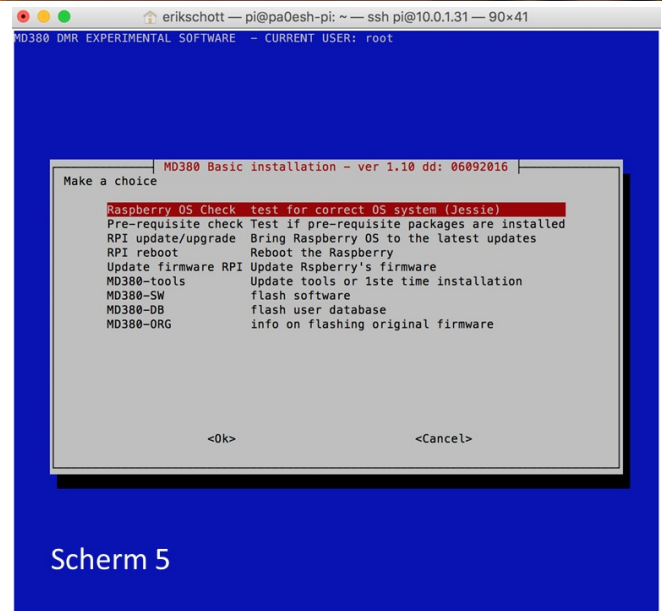 erikschott — pi@pa0esh-pi: ~ — ssh pi@10.0.1.31 — 90×41
MD380 DMR EXPERIMENTAL SOFTWARE - CURRENT USER: root
MD380 Basic installation - ver 1.10 dd: 06092016
Make a choice
Raspberry OS Check test for correct OS system (Jessie)
Pre-requisite check Test if pre-requisite packages are installed
RPI update/upgrade Bring Raspberry OS to the latest updates
RPI reboot Reboot the Raspberry
Update firmware RPI Update Rspberry's firmware
MD380-tools Update tools or 1ste time installation
MD380-SW flash software
MD380-DB flash user database
MD380-ORG info on flashing original firmware
<Ok> <Cancel>
Scherm 5